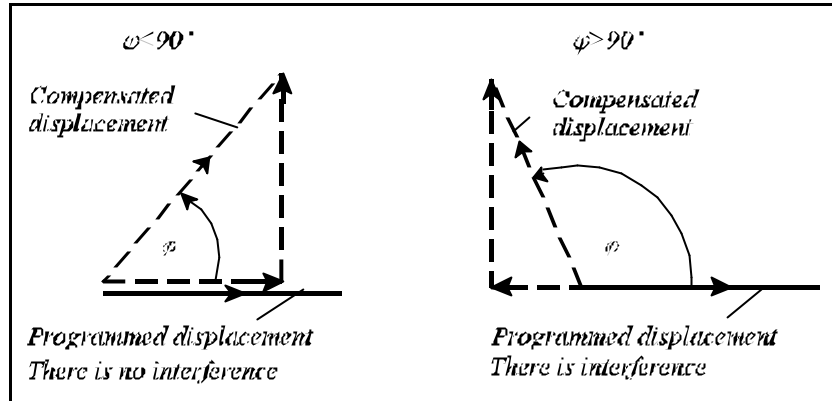 φ<90°
Compensated
displacement
φ
Programmed displacement
There is no interference
φ>90°
Compensated
displacement
φ
Programmed displacement
There is interference